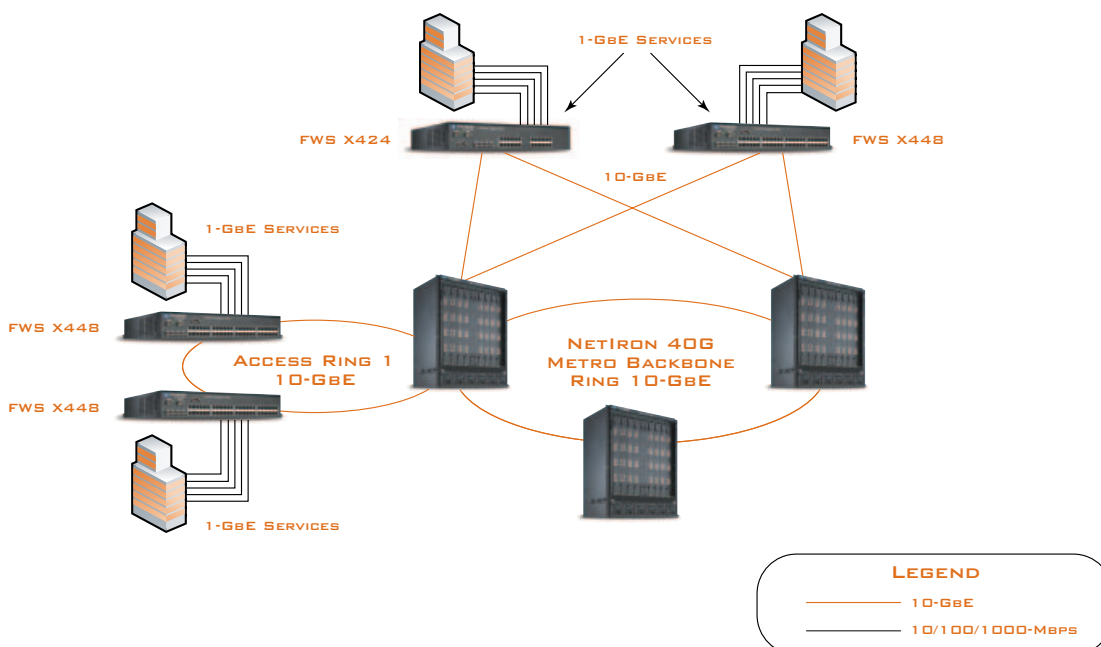 1-GbE Services
FWS X424
FWS X448
10-GbE
1-GbE Services
FWS X448
Access Ring 1
10-GbE
NetIron 40G
Metro Backbone
Ring 10-GbE
FWS X448
1-GbE Services
Legend
10-GbE
10/100/1000-Mbps